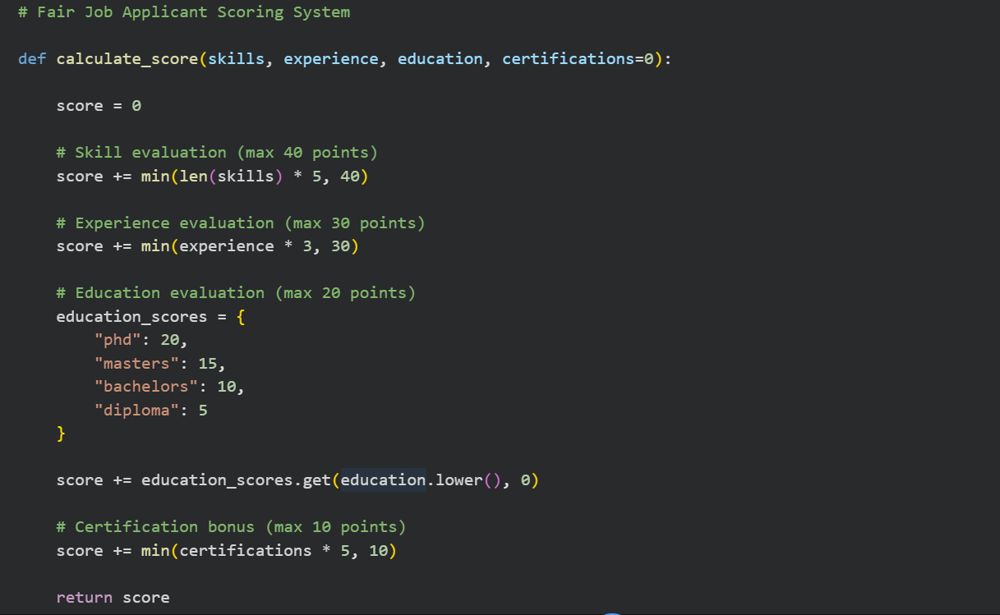 # Fair Job Applicant Scoring System
def calculate_score(skills, experience, education, certifications=0):
    score = 0
    # Skill evaluation (max 40 points)
    score += min(len(skills) * 5, 40)
    # Experience evaluation (max 30 points)
    score += min(experience * 3, 30)
    # Education evaluation (max 20 points)
    education_scores = {
        "phd": 20,
        "masters": 15,
        "bachelors": 10,
        "diploma": 5
    }
    score += education_scores.get(education.lower(), 0)
    # Certification bonus (max 10 points)
    score += min(certifications * 5, 10)
    return score